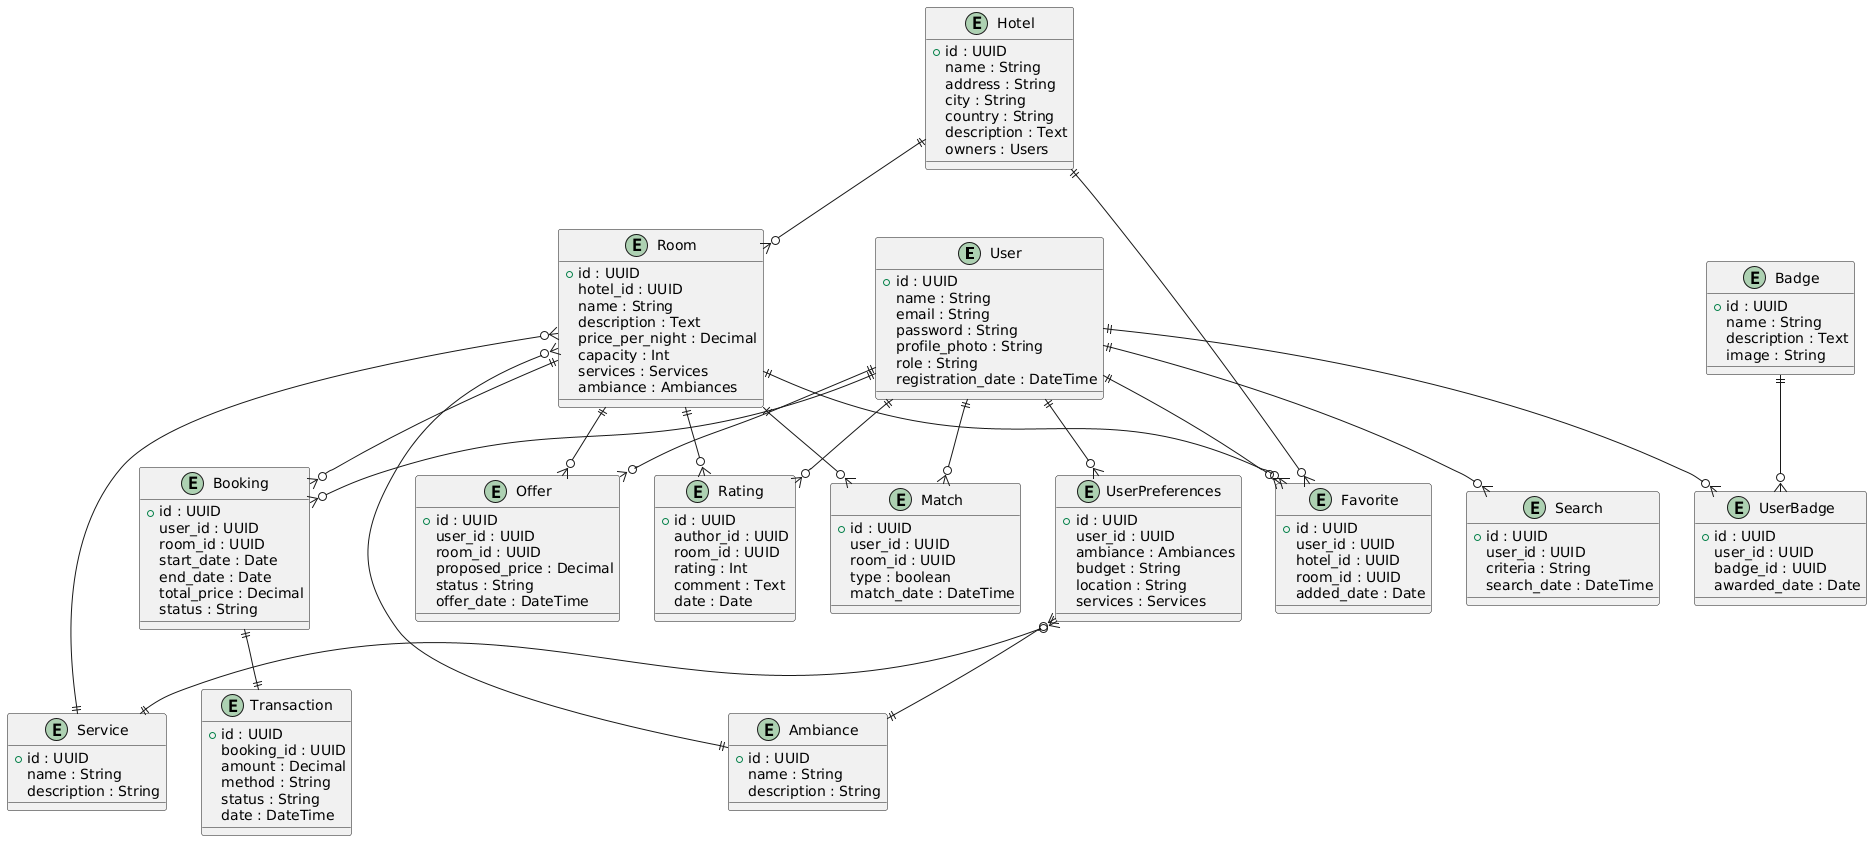 E Hotel
id : UUID
name : String
address : String
city : String
country : String
description : Text
owners : Users
E Room
id : UUID
hotel_id : UUID
name : String
description : Text
price_per_night : Decimal
capacity : Int
services : Services
ambiance : Ambiances
E User
id : UUID
name : String
email : String
password : String
profile_photo : String
role : String
registration_date : DateTime
E Badge
id : UUID
name : String
description : Text
image : String
E Booking
id : UUID
user_id : UUID
room_id : UUID
start_date : Date
end_date : Date
total_price : Decimal
status : String
E Offer
id : UUID
user_id : UUID
room_id : UUID
proposed_price : Decimal
status : String
offer_date : DateTime
E Rating
id : UUID
author_id : UUID
room_id : UUID
rating : Int
comment : Text
date : Date
E Match
id : UUID
user_id : UUID
room_id : UUID
type : boolean
match_date : DateTime
E UserPreferences
id : UUID
user_id : UUID
ambiance : Ambiances
budget : String
location : String
services : Services
E Favorite
id : UUID
user_id : UUID
hotel_id : UUID
room_id : UUID
added_date : Date
E Search
id : UUID
user_id : UUID
criteria : String
search_date : DateTime
E UserBadge
id : UUID
user_id : UUID
badge_id : UUID
awarded_date : Date
E Service
id : UUID
name : String
description : String
E Transaction
id : UUID
booking_id : UUID
amount : Decimal
method : String
status : String
date : DateTime
E Ambiance
id : UUID
name : String
description : String